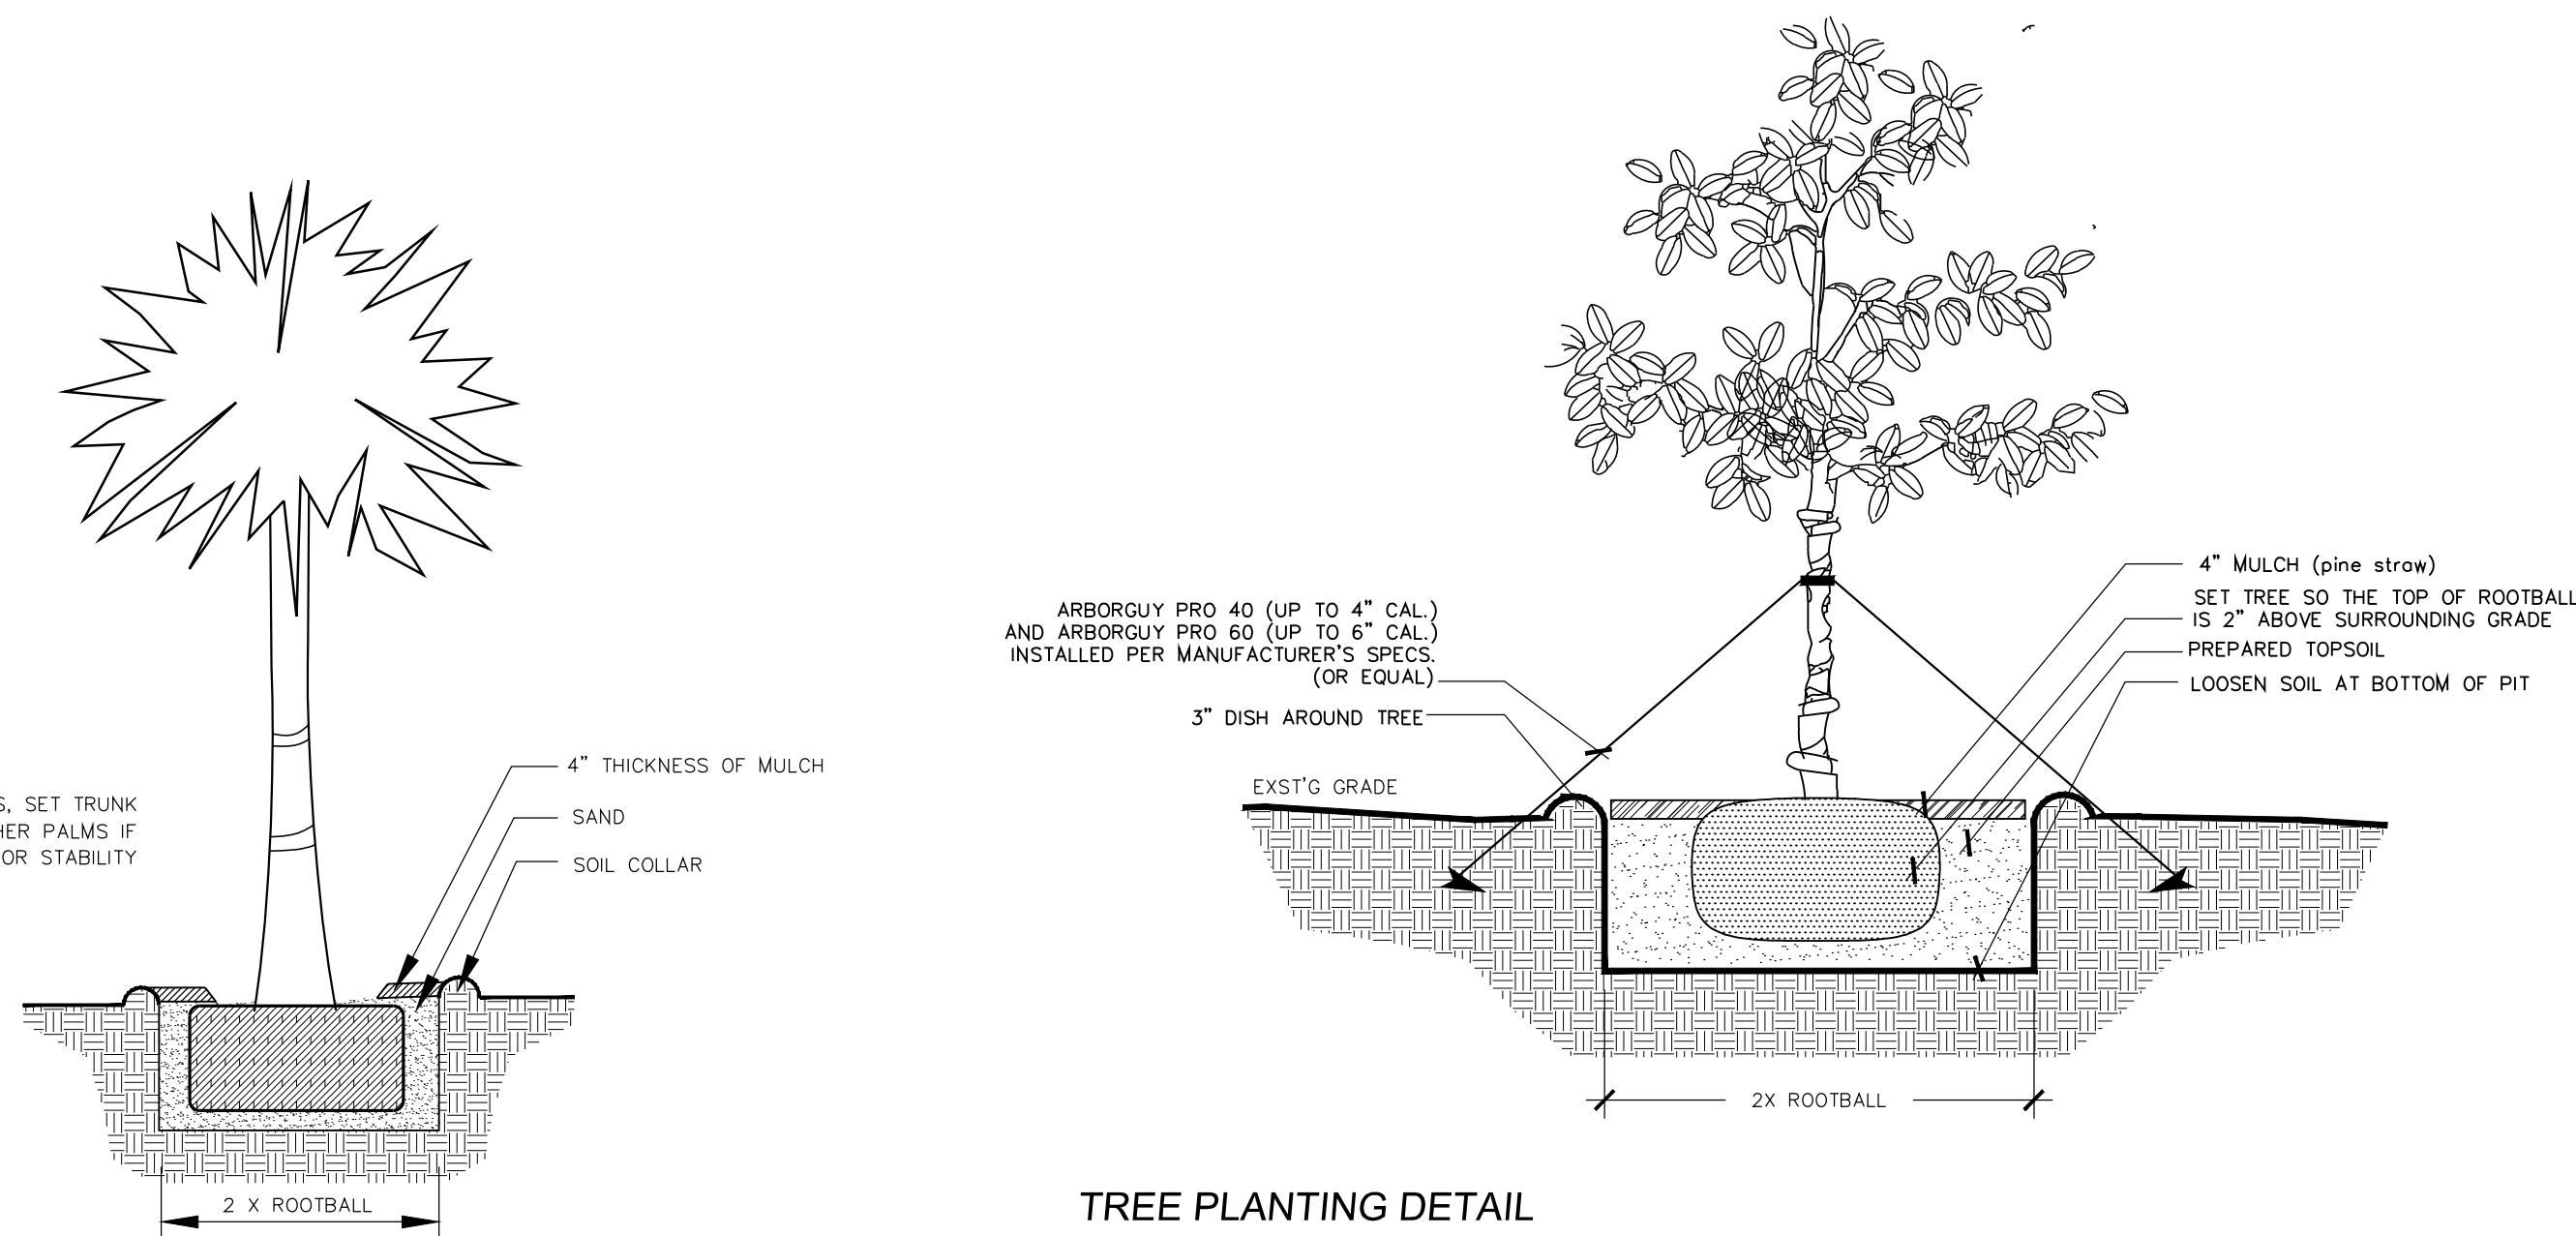 S, SET TRUNK
HER PALMS IF
OR STABILITY
4" THICKNESS OF MULCH
SAND
SOIL COLLAR
2 X ROOTBALL
ARBORGUY PRO 40 (UP TO 4" CAL.)
AND ARBORGUY PRO 60 (UP TO 6" CAL.)
INSTALLED PER MANUFACTURER'S SPECS.
(OR EQUAL)
3" DISH AROUND TREE
EXST'G GRADE
4" MULCH (pine straw)
SET TREE SO THE TOP OF ROOTBALL
IS 2" ABOVE SURROUNDING GRADE
PREPARED TOPSOIL
LOOSEN SOIL AT BOTTOM OF PIT
2X ROOTBALL
TREE PLANTING DETAIL